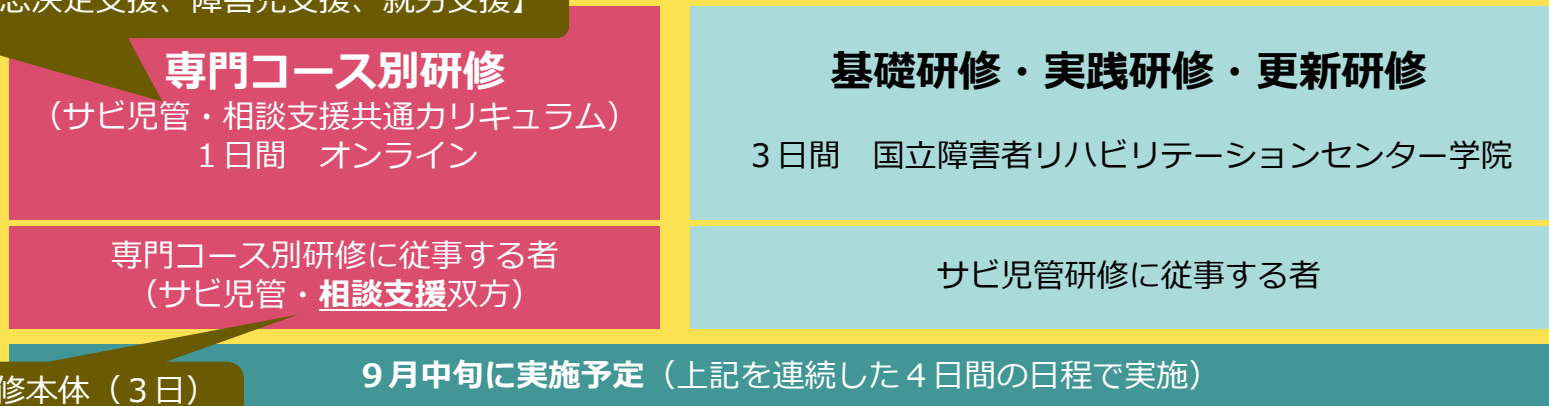 思決定支援、障害児支援、就労支援】
専門コース別研修
（サビ児管・相談支援共通カリキュラム）
１日間　オンライン
基礎研修・実践研修・更新研修
３日間　国立障害者リハビリテーションセンター学院
専門コース別研修に従事する者
（サビ児管・相談支援双方）
サビ児管研修に従事する者
９月中旬に実施予定（上記を連続した４日間の日程で実施）
修本体（３日）